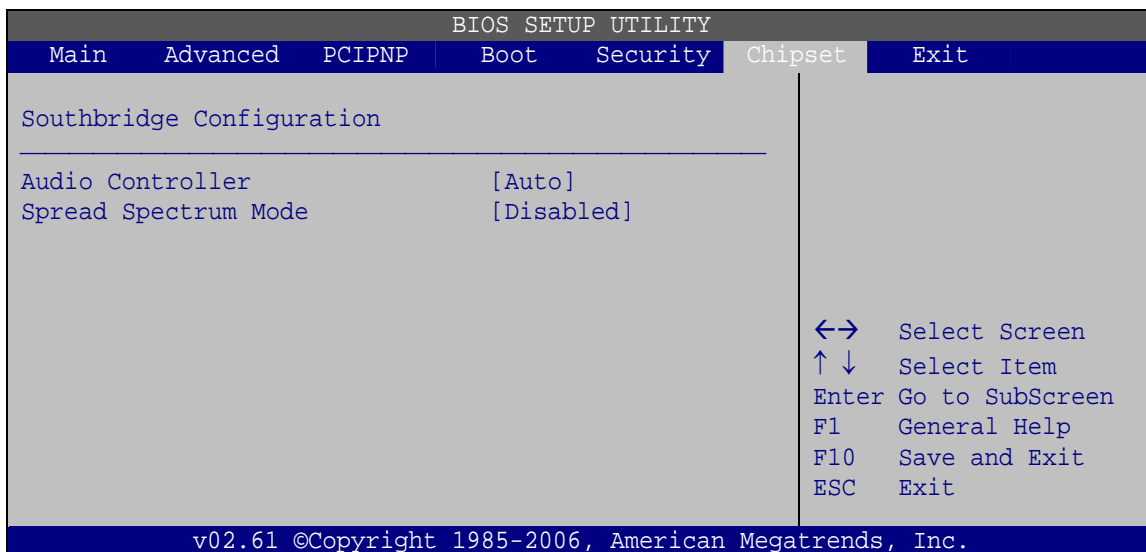 BIOS SETUP UTILITY
Main Advanced PCIPNP Boot Security Chipset Exit
Southbridge Configuration
Audio Controller [Auto]
Spread Spectrum Mode [Disabled]
←→ Select Screen
↑ ↓ Select Item
Enter Go to SubScreen
F1 General Help
F10 Save and Exit
ESC Exit
v02.61 ©Copyright 1985-2006, American Megatrends, Inc.